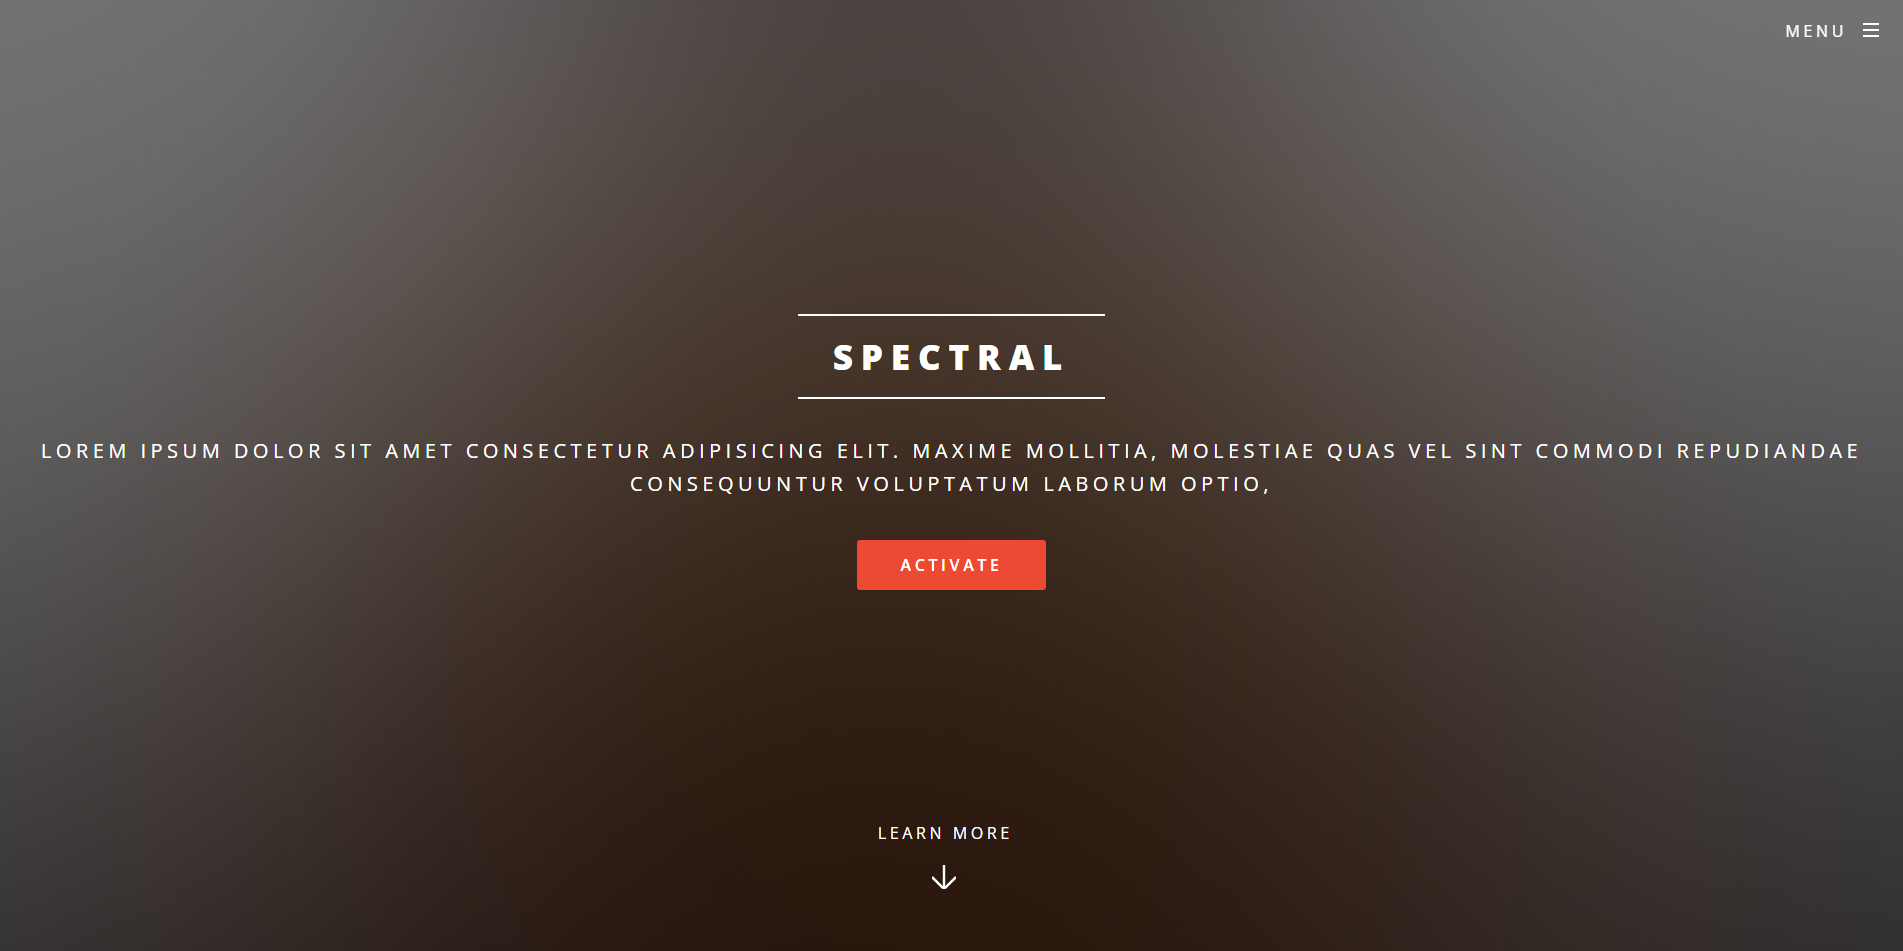 MENU
SPECTRAL
LOREM IPSUM DOLOR SIT AMET CONSECTETUR ADIPISICING ELIT. MAXIME MOLLITIA, MOLESTIAE QUAS VEL SINT COMMODI REPUDIANDAE
CONSEQUUNTUR VOLUPTATUM LABORUM OPTIO,
ACTIVATE
LEARN MORE